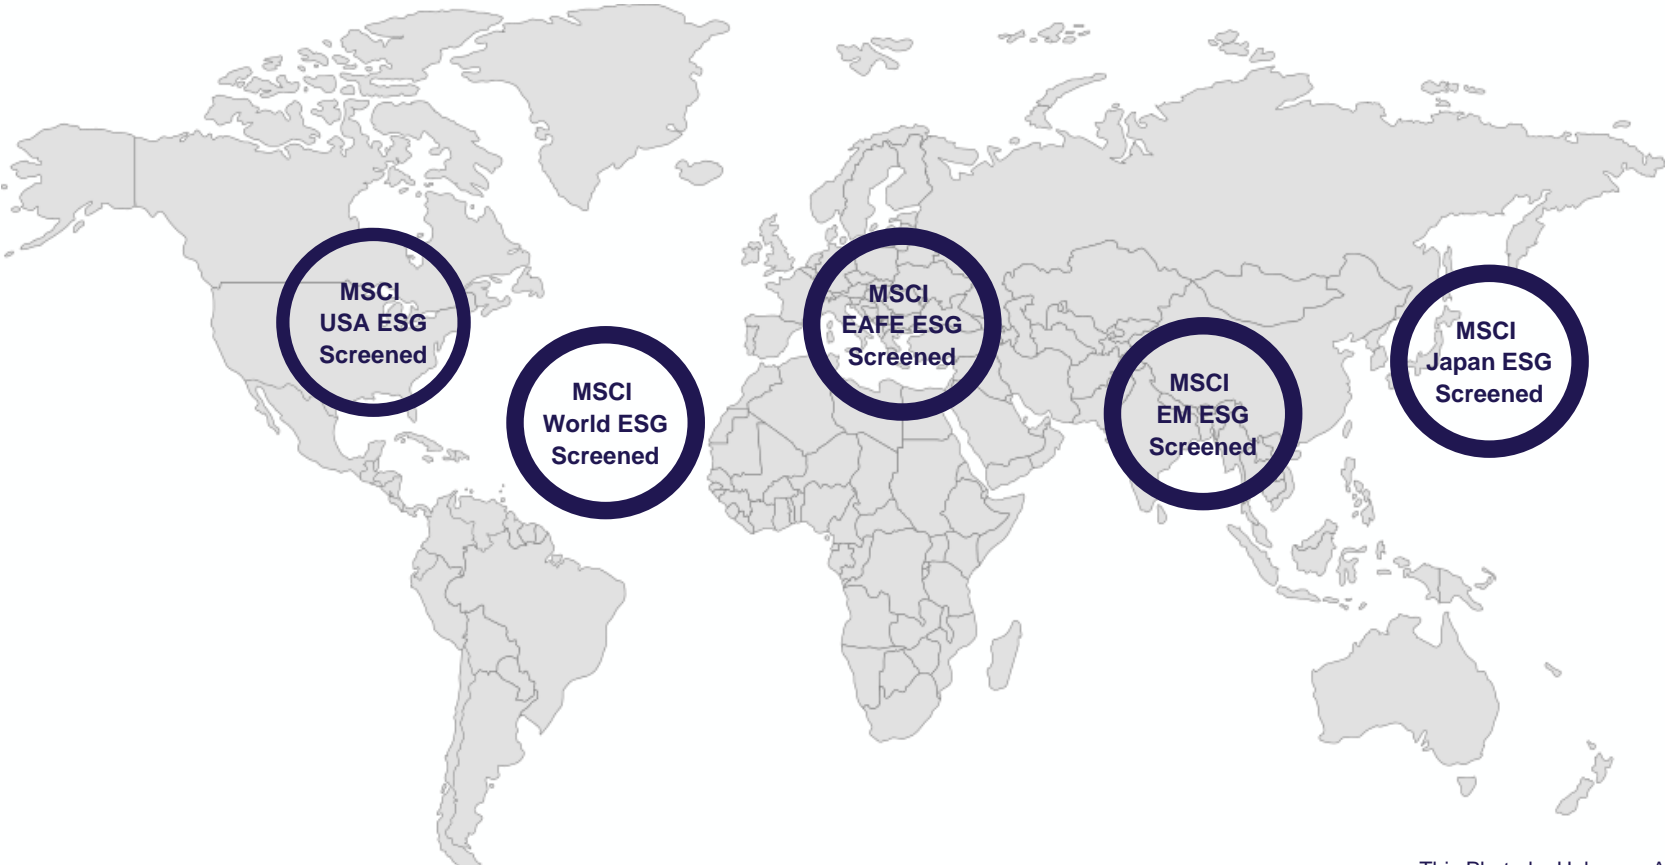 MSCI
USA ESG
Screened
MSCI
World ESG
Screened
MSCI
EAFE ESG
Screened
MSCI
EM ESG
Screened
MSCI
Japan ESG
Screened